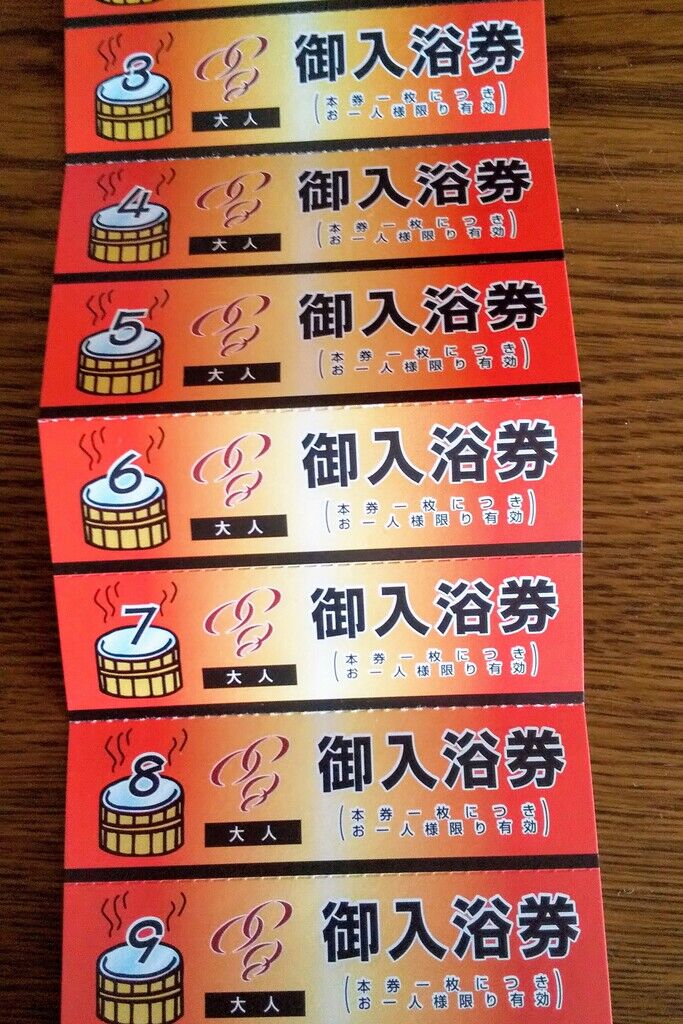 3
御入浴券
大人
(本券一枚につき
お一人様限り有効)
4
御入浴券
大人
(本券一枚につき
お一人様限り有効)
5
御入浴券
大人
(本券一枚につき
お一人様限り有効)
6
御入浴券
大人
(本券一枚につき
お一人様限り有効)
7
御入浴券
大人
(本券一枚につき
お一人様限り有効)
8
御入浴券
大人
(本券一枚につき
お一人様限り有効)
9
御入浴券
大人
(本券一枚につき
お一人様限り有効)